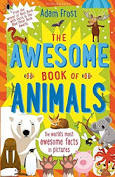 Adam Frost
THE
AWESOME
BOOK OF
ANIMALS
The world's most
awesome facts
in pictures